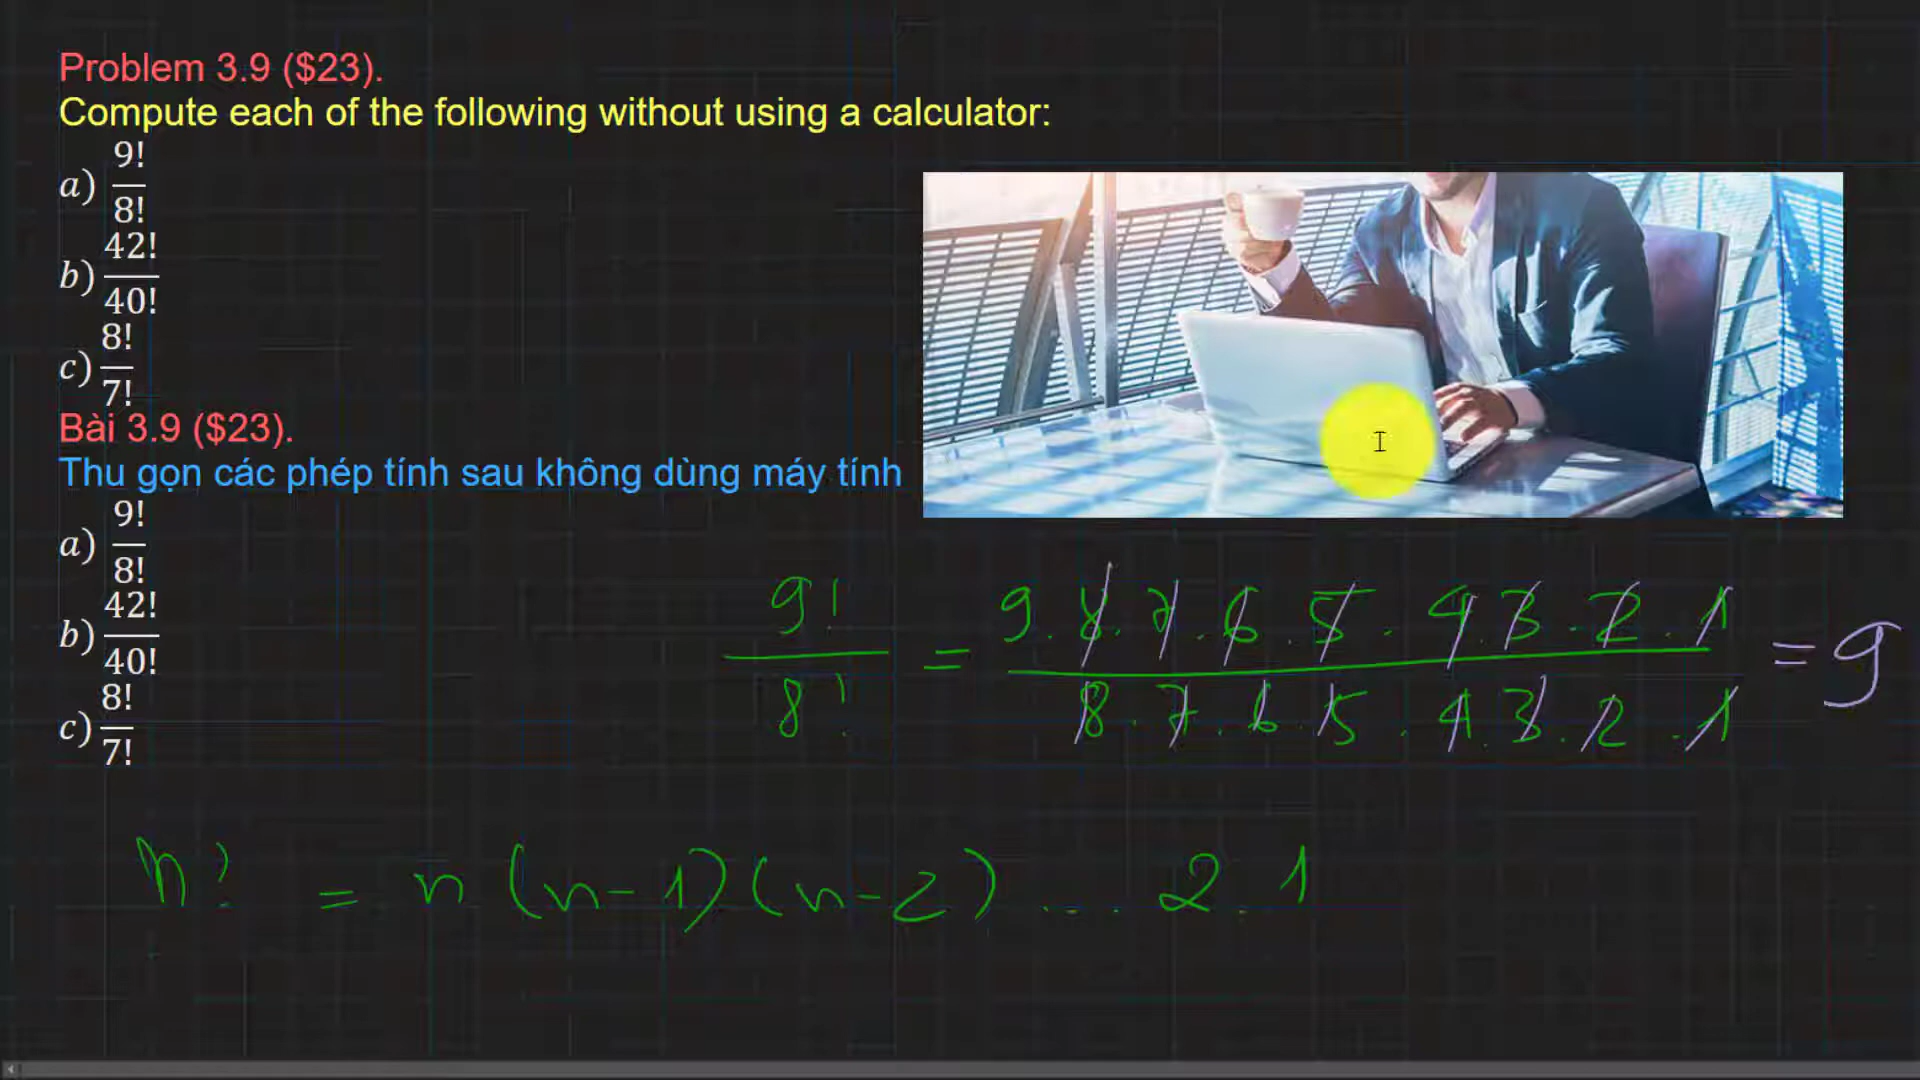 Problem 3.9 ($23).
Compute each of the following without using a calculator:
a) 9!/8!
b) 42!/40!
c) 8!/7!
Bài 3.9 ($23).
Thu gọn các phép tính sau không dùng máy tính
a) 9!/8!
b) 42!/40!
c) 8!/7!
9!/8! = 9.8.7.6.5.4.3.2.1/8.7.6.5.4.3.2.1 = 9
n! = n(n-1)(n-2)...2.1